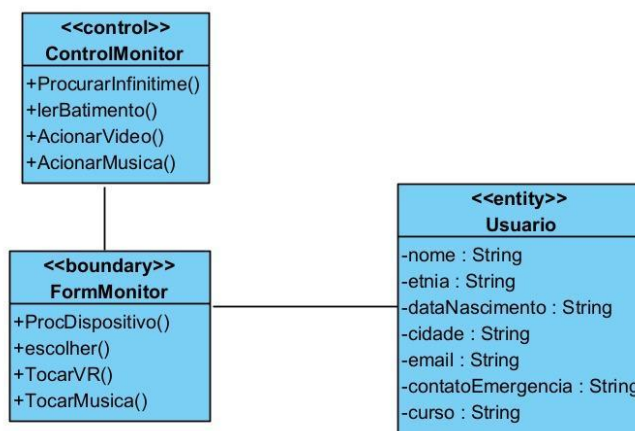 <<control>>
ControlMonitor
+ProcurarInfinitime()
+lerBatimento()
+AcionarVideo()
+AcionarMusica()
<<boundary>>
FormMonitor
+ProcDispositivo()
+escolher()
+TocarVR()
+TocarMusica()
<<entity>>
Usuario
-nome : String
-etnia : String
-dataNascimento : String
-cidade : String
-email : String
-contatoEmergencia : String
-curso : String